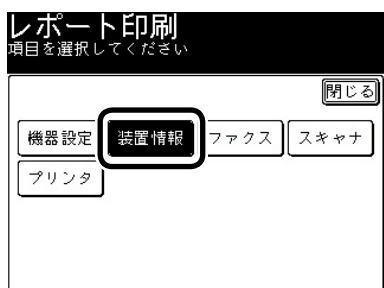 レポート印刷
項目を選択してください
閉じる
機器設定 装置情報 ファクス スキャナ
プリンタ